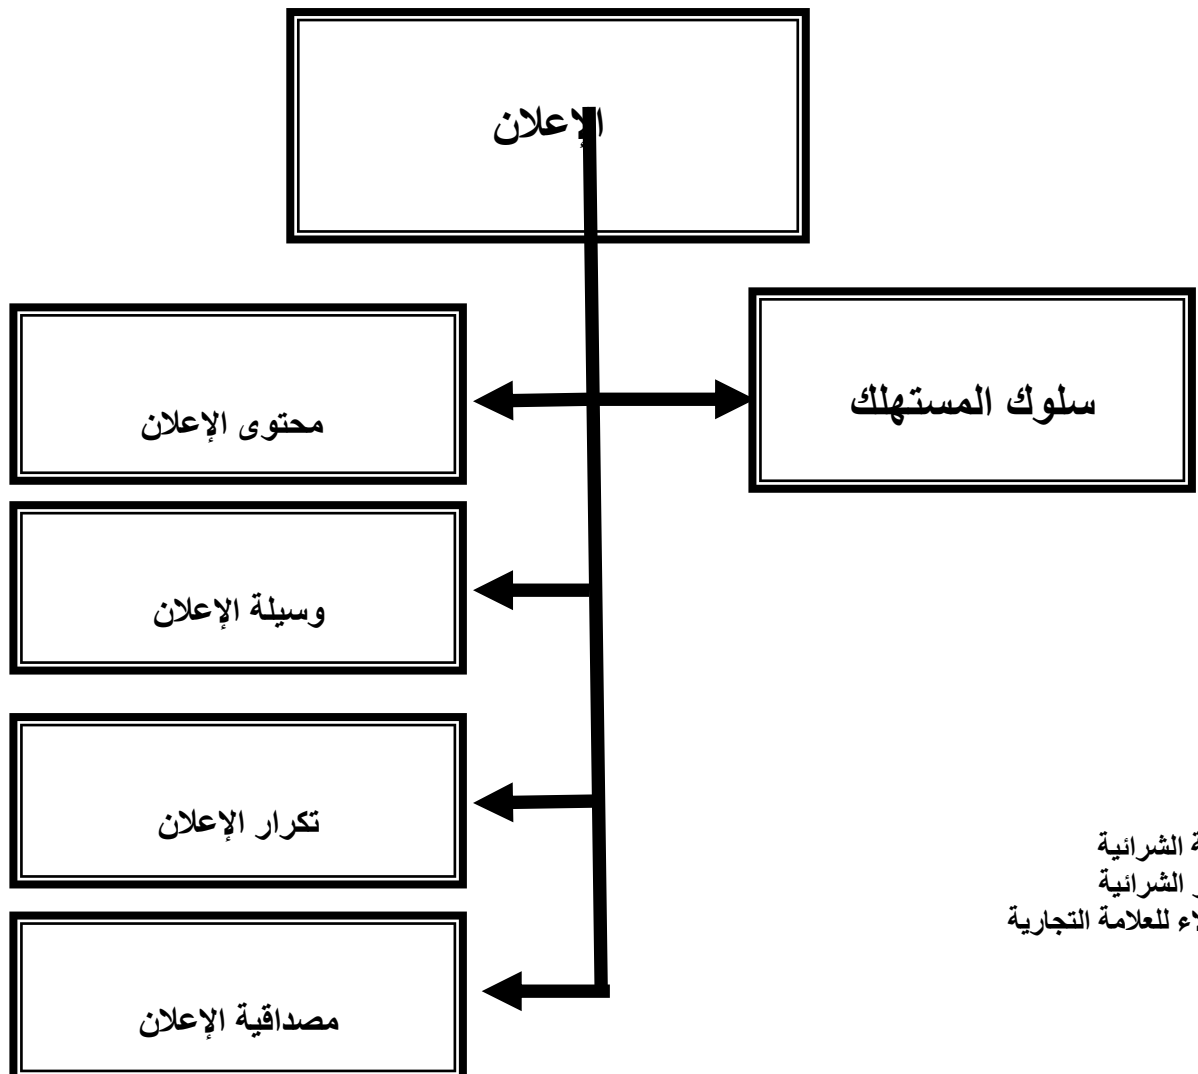 الإعلان
سلوك المستهلك
محتوى الإعلان
وسيلة الإعلان
تكرار الإعلان
الشرائية
الشرائية
للعلامة التجارية
مصداقية الإعلان